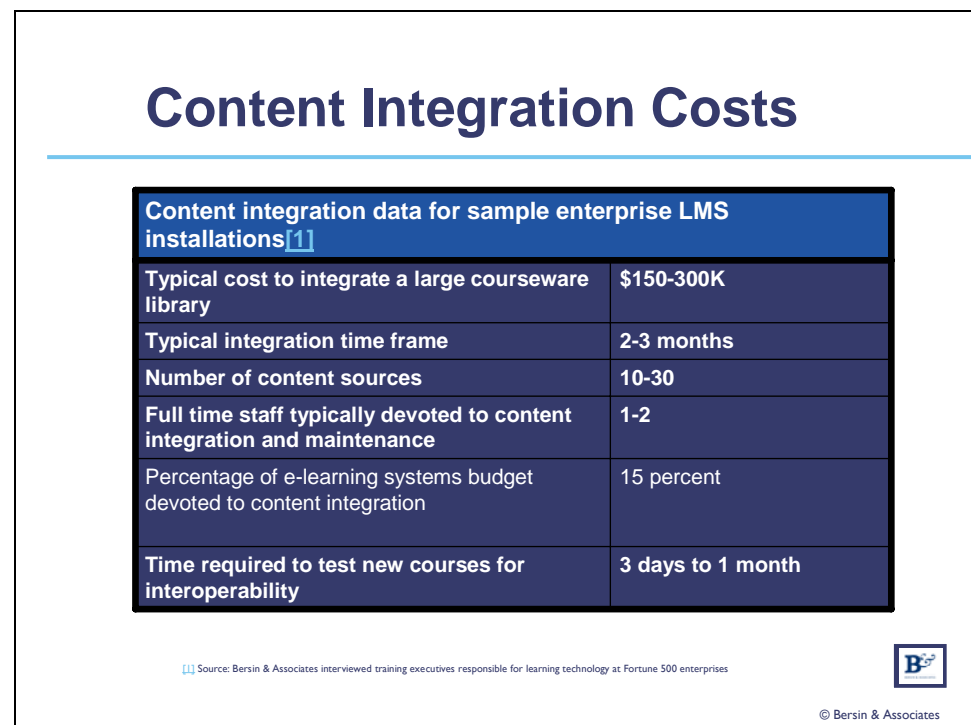 Content Integration Costs
Content integration data for sample enterprise LMS
installations[1]
Typical cost to integrate a large courseware
library
$150-300K
Typical integration time frame
2-3 months
Number of content sources
10-30
Full time staff typically devoted to content
integration and maintenance
1-2
Percentage of e-learning systems budget
devoted to content integration
15 percent
Time required to test new courses for
interoperability
3 days to 1 month
[1] Source: Bersin & Associates interviewed training executives responsible for learning technology at Fortune 500 enterprises
B&
© Bersin & Associates